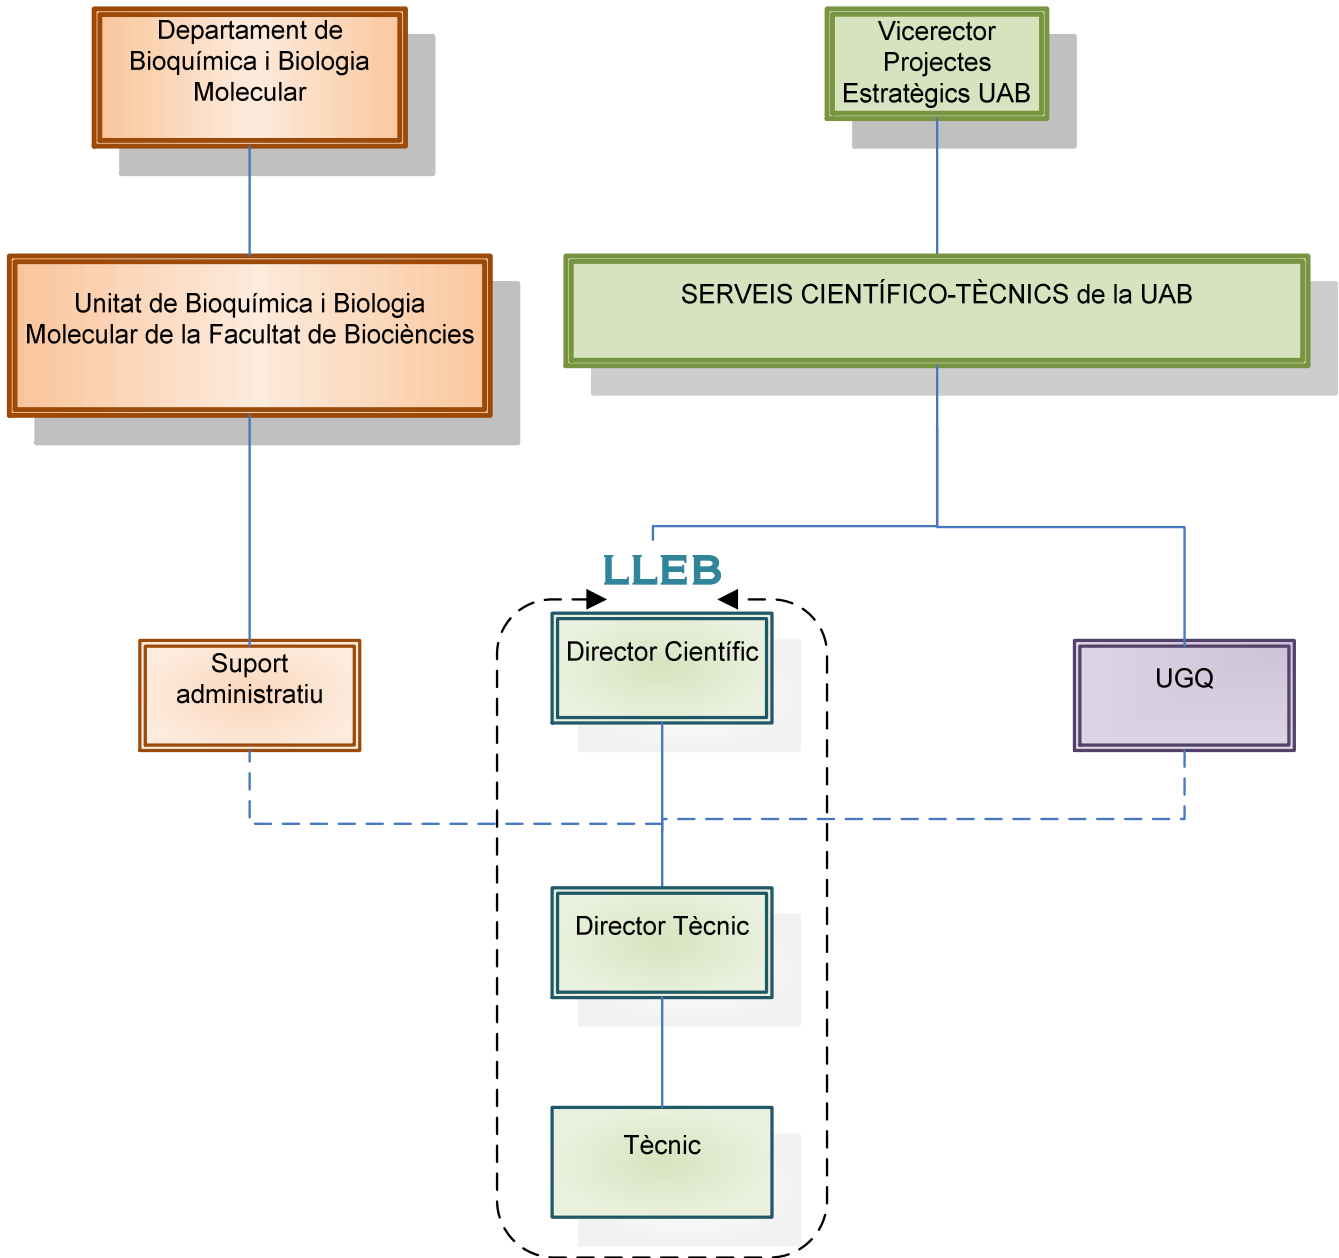 Departament de
Bioquímica i Biologia
Molecular
Vicerector
Projectes
Estratègics UAB
Unitat de Bioquímica i Biologia
Molecular de la Facultat de Biociències
SERVEIS CIENTÍFICO-TÈCNICS de la UAB
LLEB
Suport
administratiu
Director Científic
UGQ
Director Tècnic
Tècnic